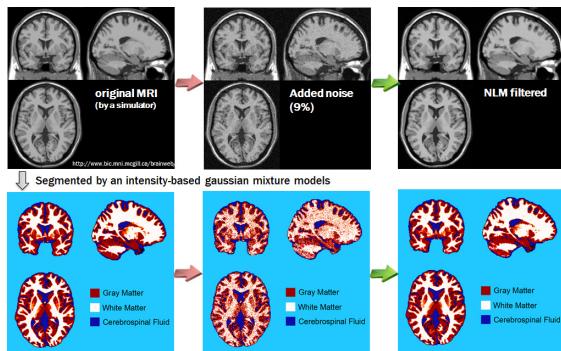 original MRI
(by a simulator)
Added noise
(9%)
NLM filtered
http://www.bic.mni.mcgill.ca/brainweb
Segmented by an intensity-based gaussian mixture models
Gray Matter
White Matter
Cerebrospinal Fluid
Gray Matter
White Matter
Cerebrospinal Fluid
Gray Matter
White Matter
Cerebrospinal Fluid